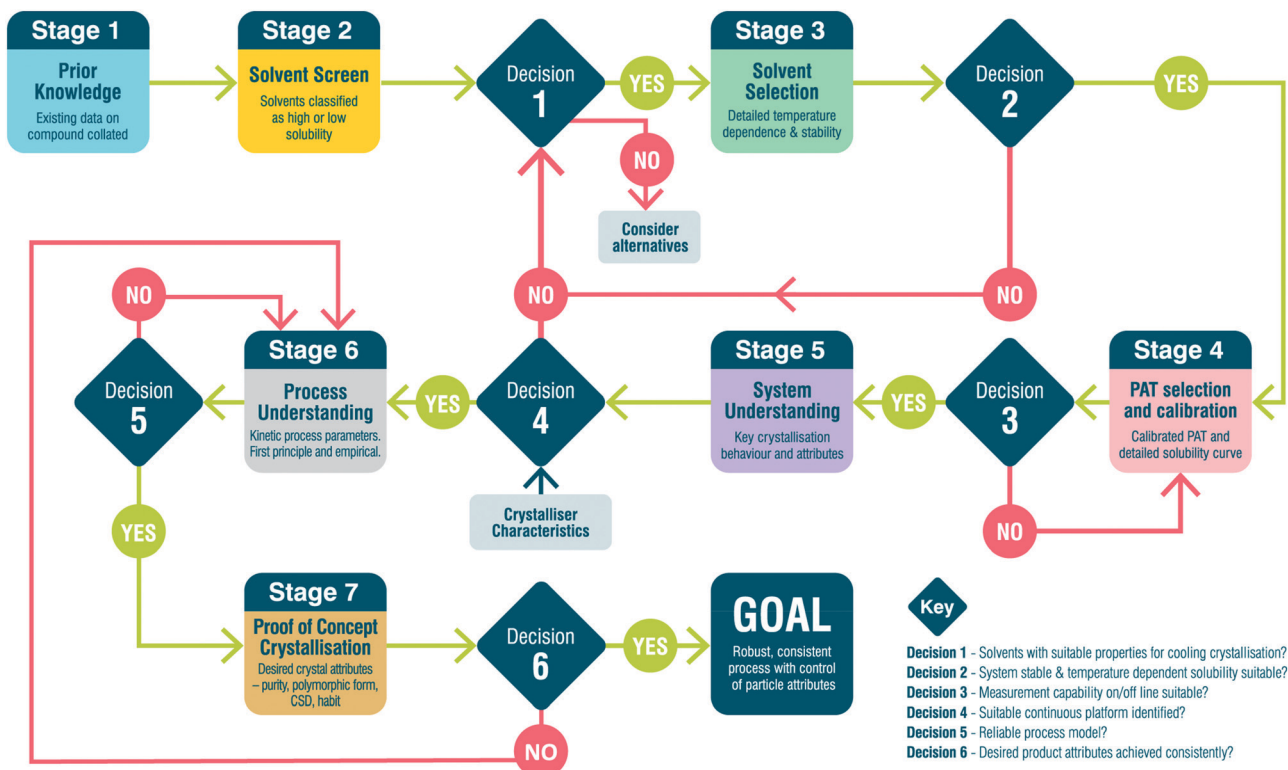 Stage 1
Prior
Knowledge
Existing data on
compound collated
Stage 2
Solvent Screen
Solvents classified
as high or low
solubility
Decision
1
YES
NO
Consider
alternatives
Stage 3
Solvent
Selection
Detailed temperature
dependence & stability
Decision
2
YES
NO
NO
Stage 4
PAT selection
and calibration
Calibrated PAT and
detailed solubility curve
Decision
3
NO
YES
Stage 5
System
Understanding
Key crystallisation
behaviour and attributes
Decision
4
Crystalliser
Characteristics
YES
Stage 6
Process
Understanding
Kinetic process parameters.
First principle and empirical.
Decision
5
NO
YES
Stage 7
Proof of Concept
Crystallisation
Desired crystal attributes
– purity, polymorphic form,
CSD, habit
Decision
6
NO
YES
GOAL
Robust, consistent
process with control
of particle attributes
Key
Decision 1 - Solvents with suitable properties for cooling crystallisation?
Decision 2 - System stable & temperature dependent solubility suitable?
Decision 3 - Measurement capability on/off line suitable?
Decision 4 - Suitable continuous platform identified?
Decision 5 - Reliable process model?
Decision 6 - Desired product attributes achieved consistently?